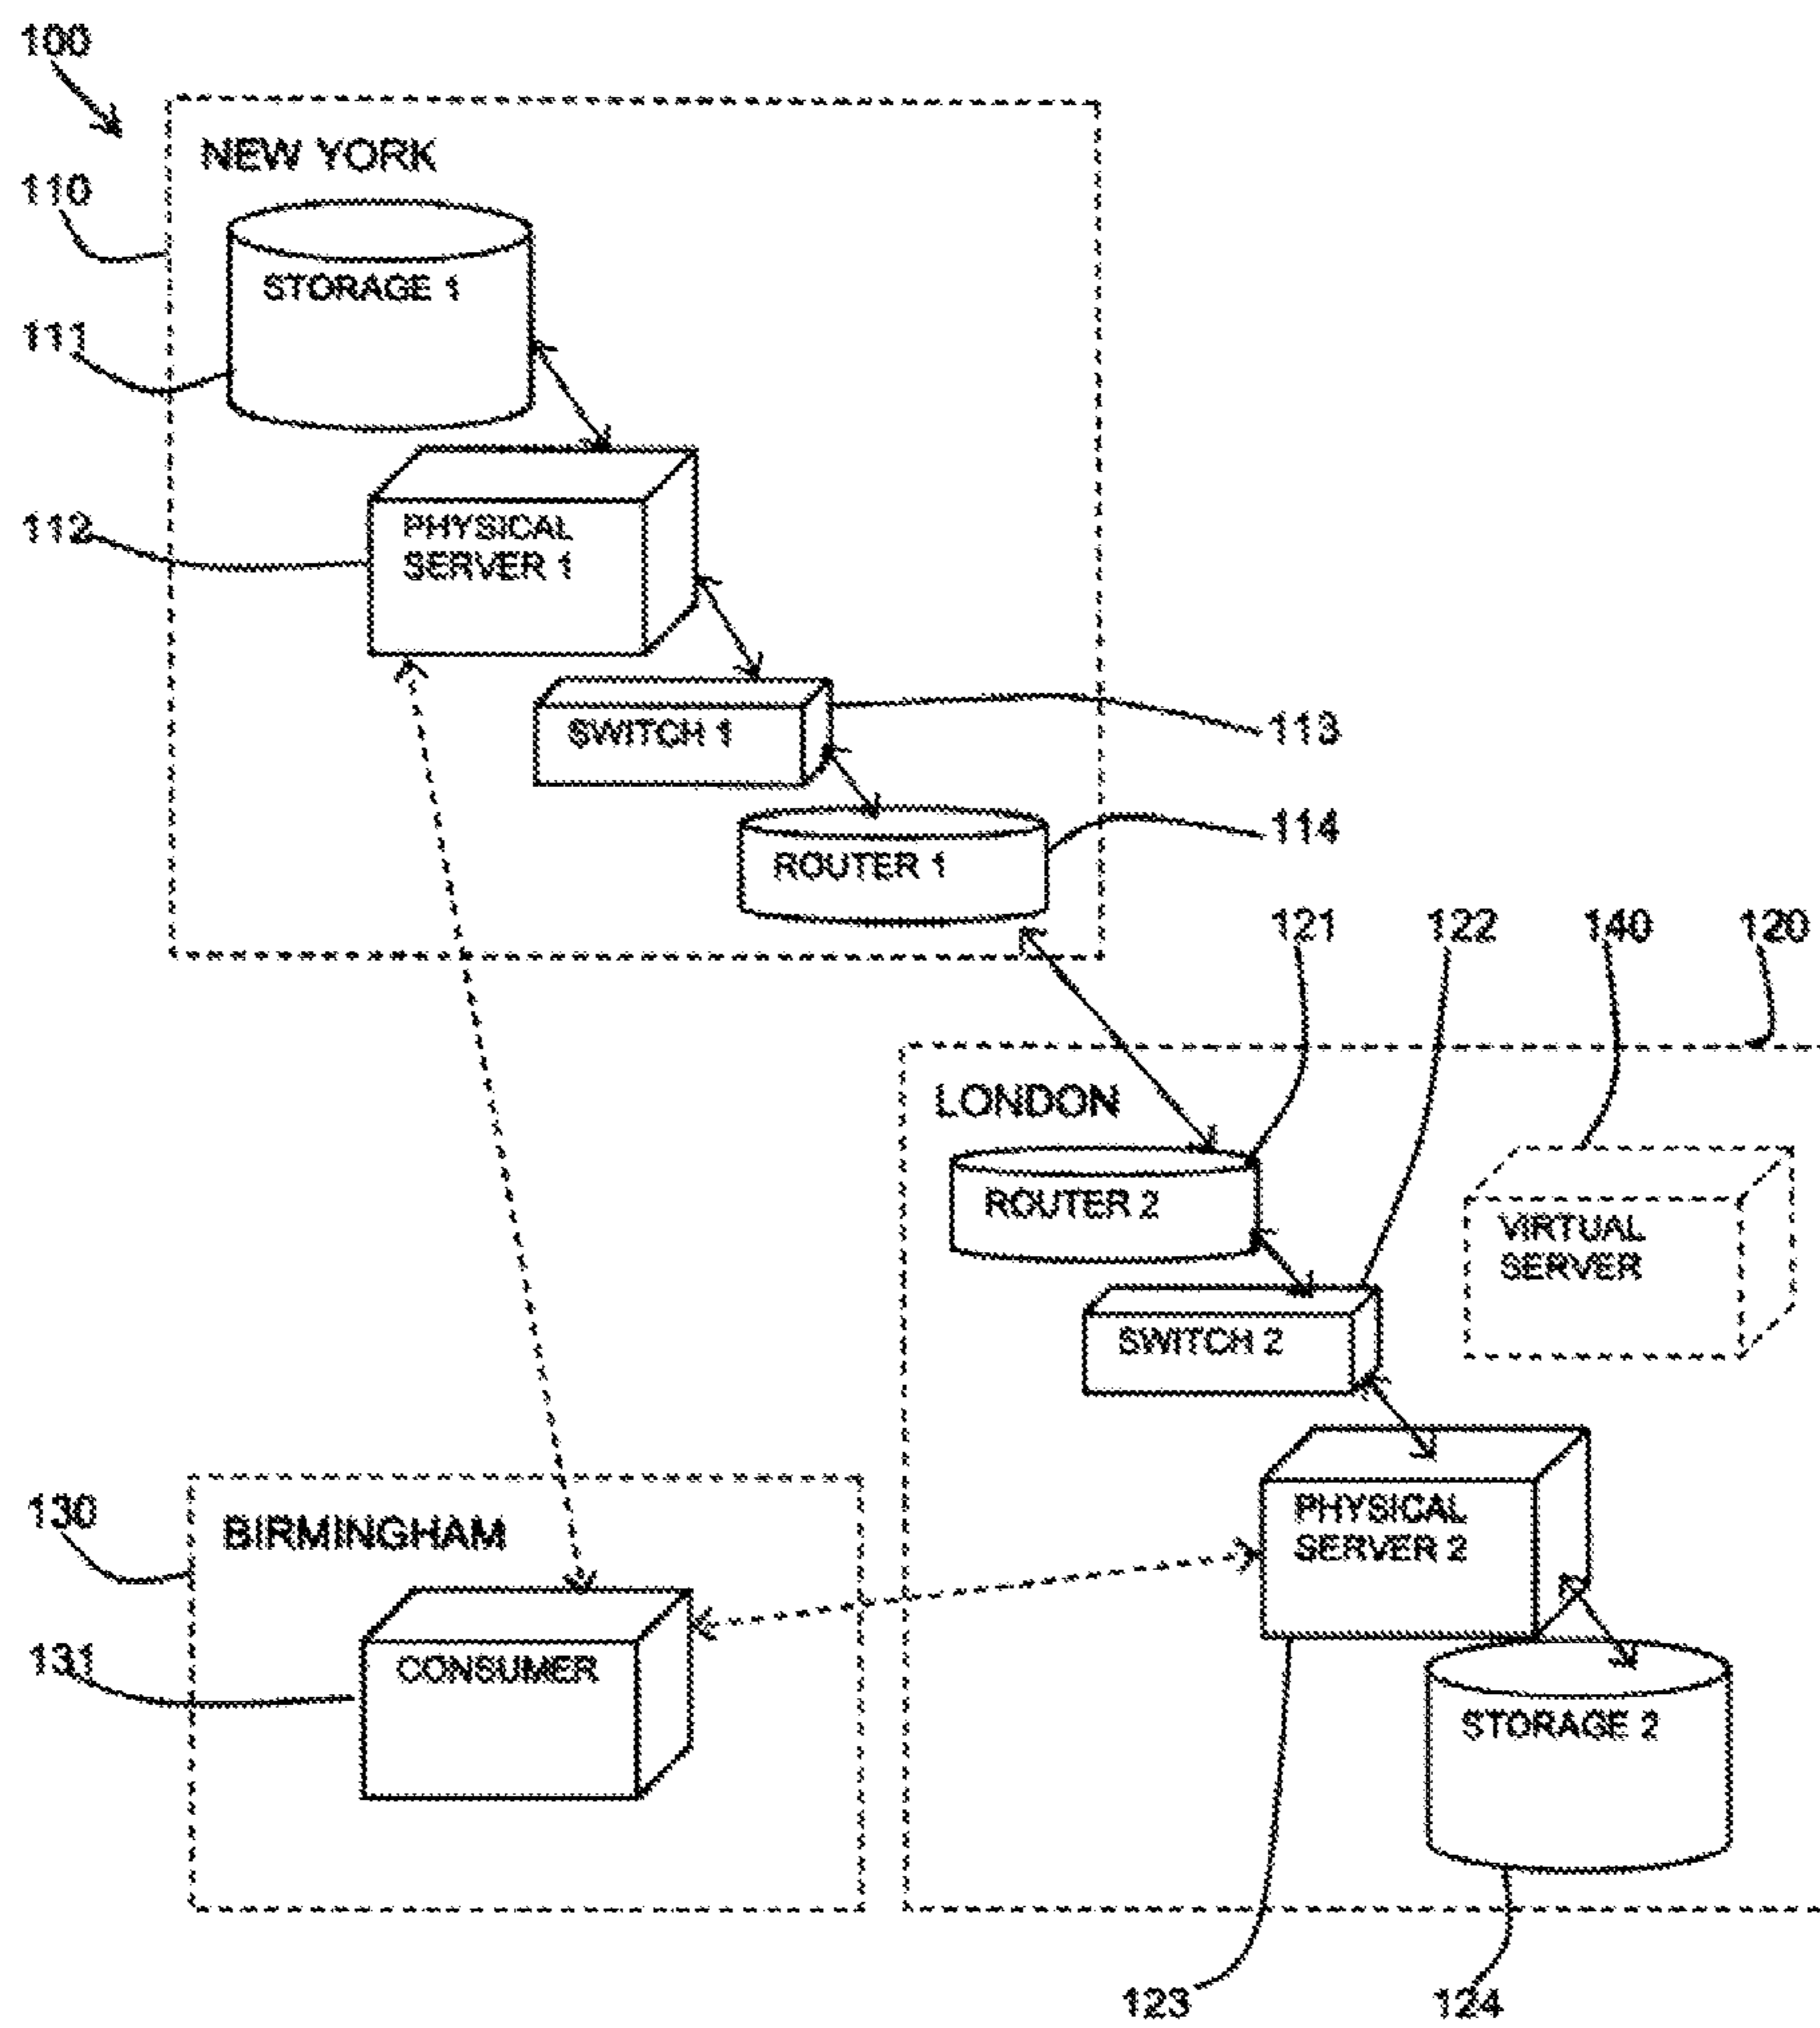 100
NEW YORK
110
STORAGE 1
111
112
PHYSICAL
SERVER 1
SWITCH 1
113
114
ROUTER 1
121
122
140
120
LONDON
ROUTER 2
VIRTUAL
SERVER
SWITCH 2
130
BIRMINGHAM
PHYSICAL
SERVER 2
131
CONSUMER
STORAGE 2
123
124